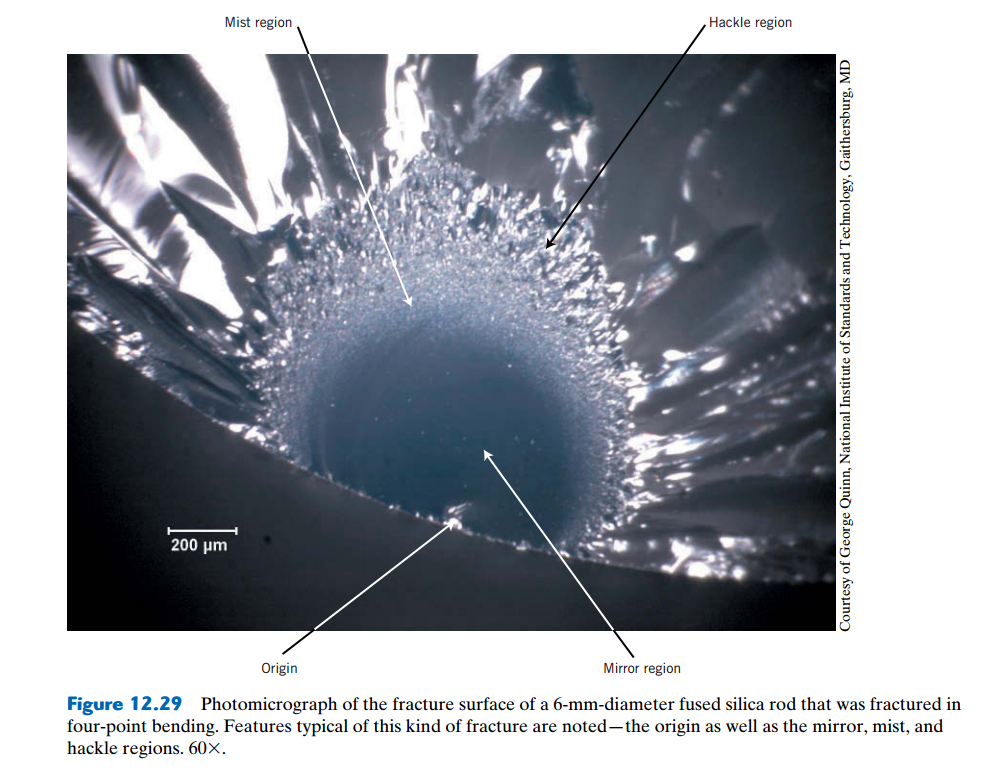 Mist region
Hackle region
Courtesy of George Quinn, National Institute of Standards and Technology, Gaithersburg, MD
200 µm
Origin
Mirror region
Figure 12.29 Photomicrograph of the fracture surface of a 6-mm-diameter fused silica rod that was fractured in
four-point bending. Features typical of this kind of fracture are noted—the origin as well as the mirror, mist, and
hackle regions. 60×.